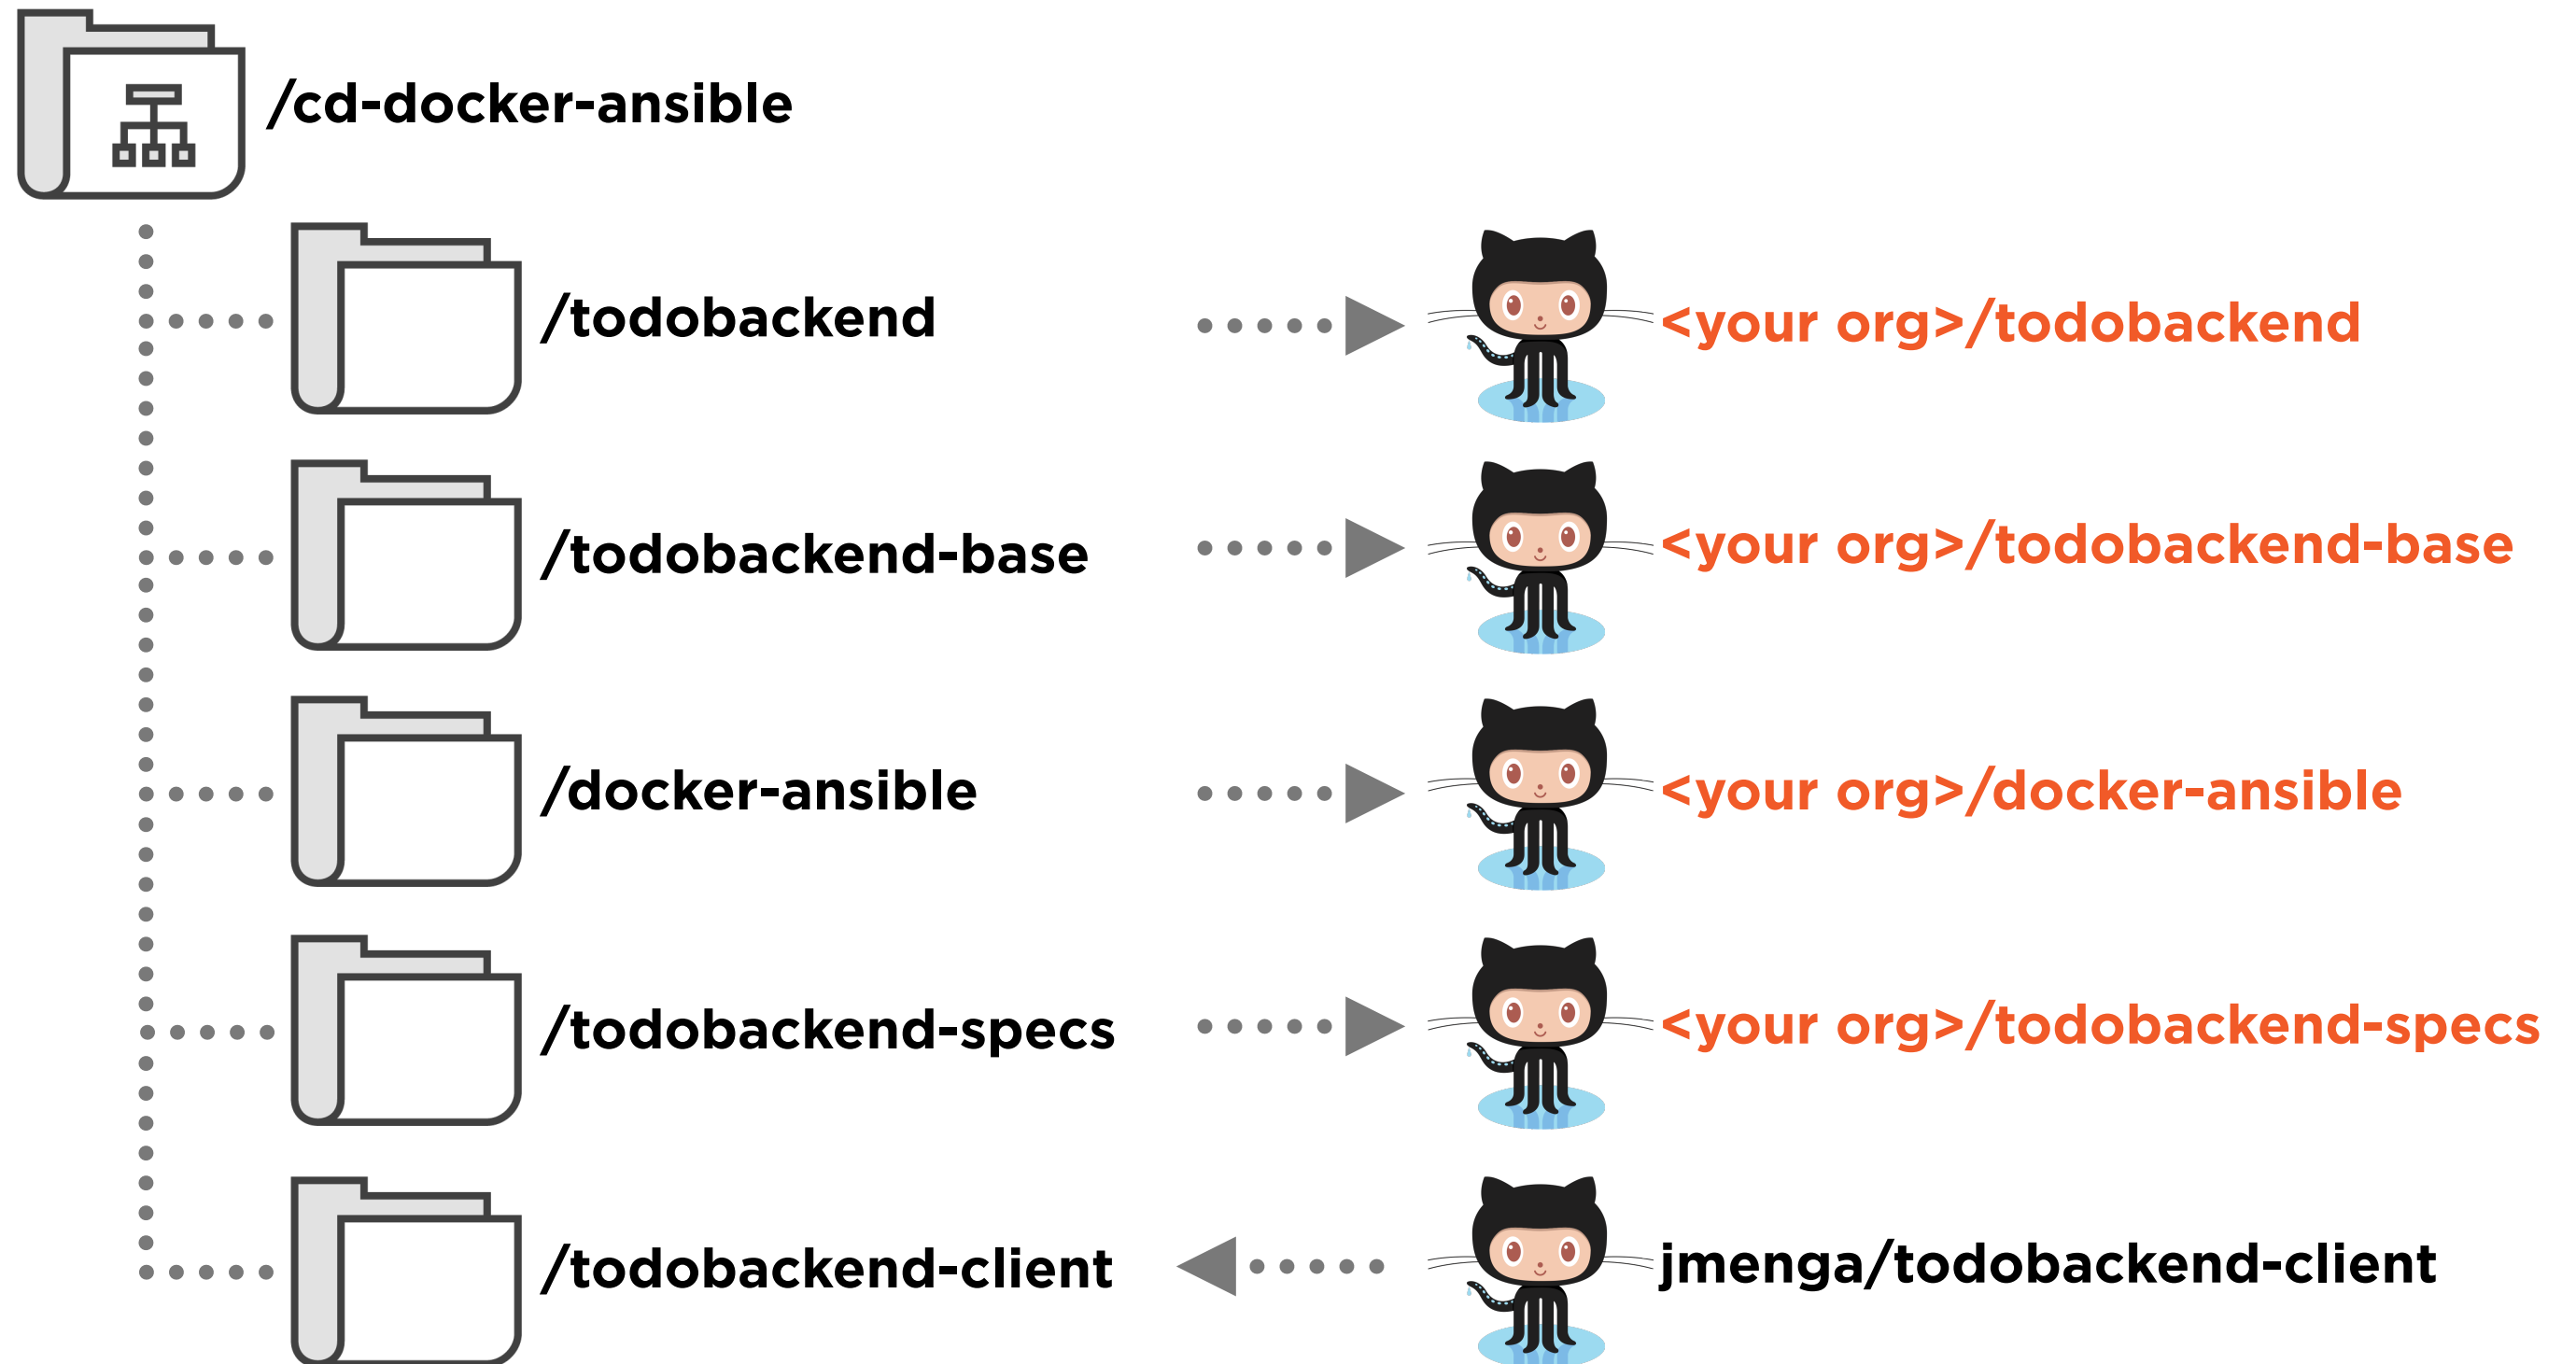 /cd-docker-ansible
/todobackend
<your org>/todobackend
/todobackend-base
<your org>/todobackend-base
/docker-ansible
<your org>/docker-ansible
/todobackend-specs
<your org>/todobackend-specs
/todobackend-client
jmenga/todobackend-client